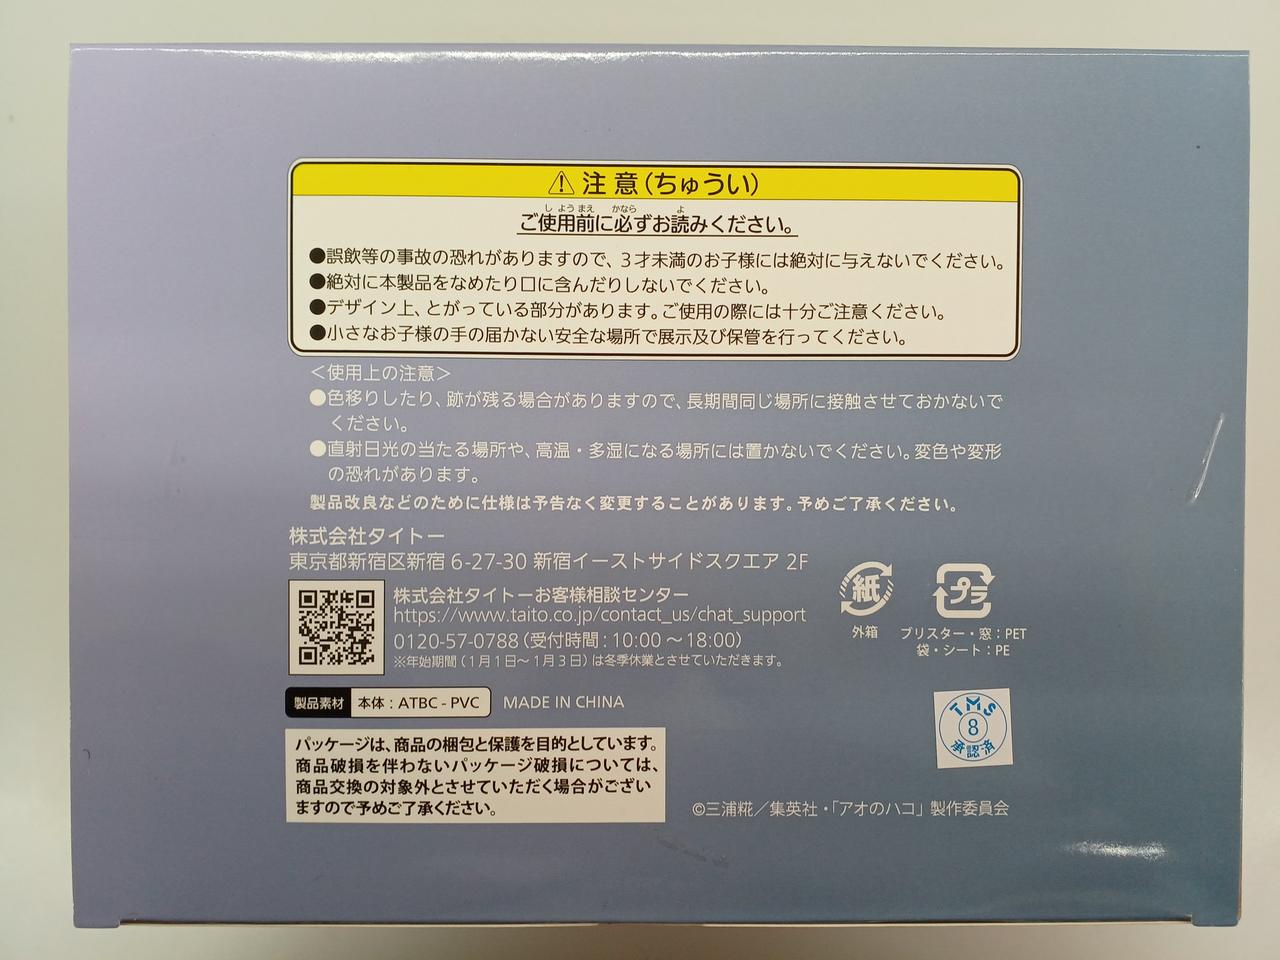 ⚠ 注意(ちゅうい)
ご使用前に必ずお読みください。
しようまえ かなら よ
●誤飲等の事故の恐れがありますので、3才未満のお子様には絶対に与えないでください。
●絶対に本製品をなめたり口に含んだりしないでください。
●デザイン上、とがっている部分があります。ご使用の際には十分ご注意ください。
●小さなお子様の手の届かない安全な場所で展示及び保管を行ってください。
＜使用上の注意＞
●色移りしたり、跡が残る場合がありますので、長期間同じ場所に接触させておかないで
ください。
●直射日光の当たる場所や、高温・多湿になる場所には置かないでください。変色や変形
の恐れがあります。
製品改良などのために仕様は予告なく変更することがあります。予めご了承ください。
株式会社タイトー
東京都新宿区新宿 6-27-30 新宿イーストサイドスクエア 2F
株式会社タイトーお客様相談センター
https://www.taito.co.jp/contact_us/chat_support
0120-57-0788(受付時間：10:00～18:00)
※年始期間(1月1日～1月3日)は冬季休業とさせていただきます。
紙
外箱
プラ
ブリスター・窓：PET
袋・シート：PE
製品素材 本体：ATBC-PVC MADE IN CHINA
TMS
8
承認済
パッケージは、商品の梱包と保護を目的としています。
商品破損を伴わないパッケージ破損については、
商品交換の対象外とさせていただく場合がござい
ますので予めご了承ください。
©三浦糀／集英社・「アオのハコ」製作委員会